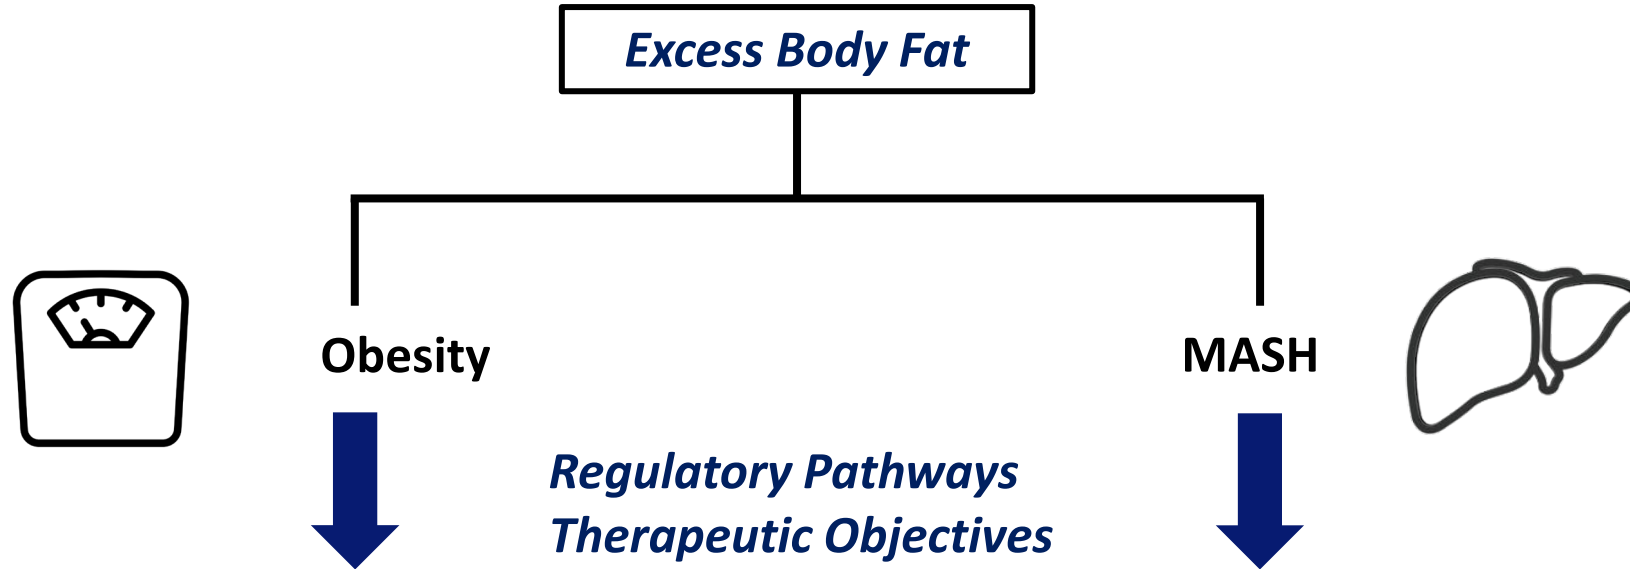 Excess Body Fat
Obesity
MASH
Regulatory Pathways
Therapeutic Objectives